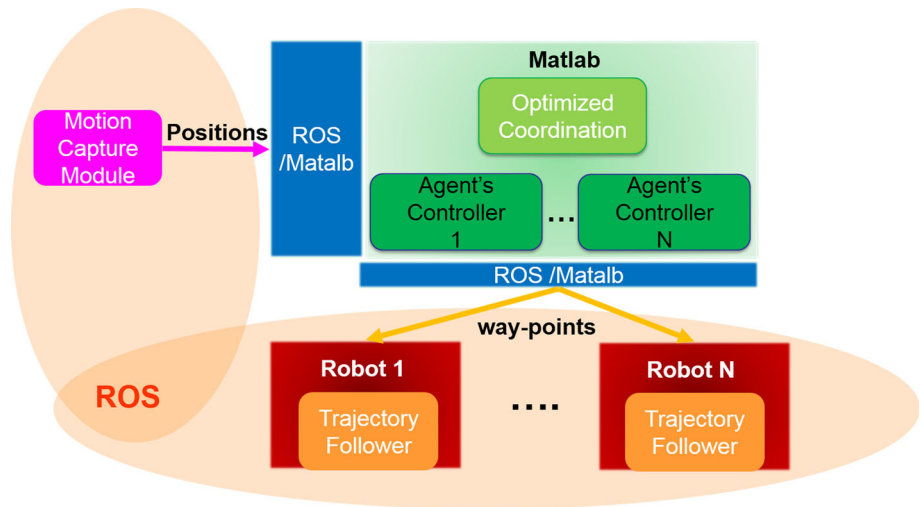 Matlab
Optimized
Coordination
Motion
Capture
Module
Positions
ROS
/Matalb
Agent's
Controller
1
...
Agent's
Controller
N
ROS /Matalb
way-points
Robot 1
Robot N
ROS
Trajectory
Follower
....
Trajectory
Follower